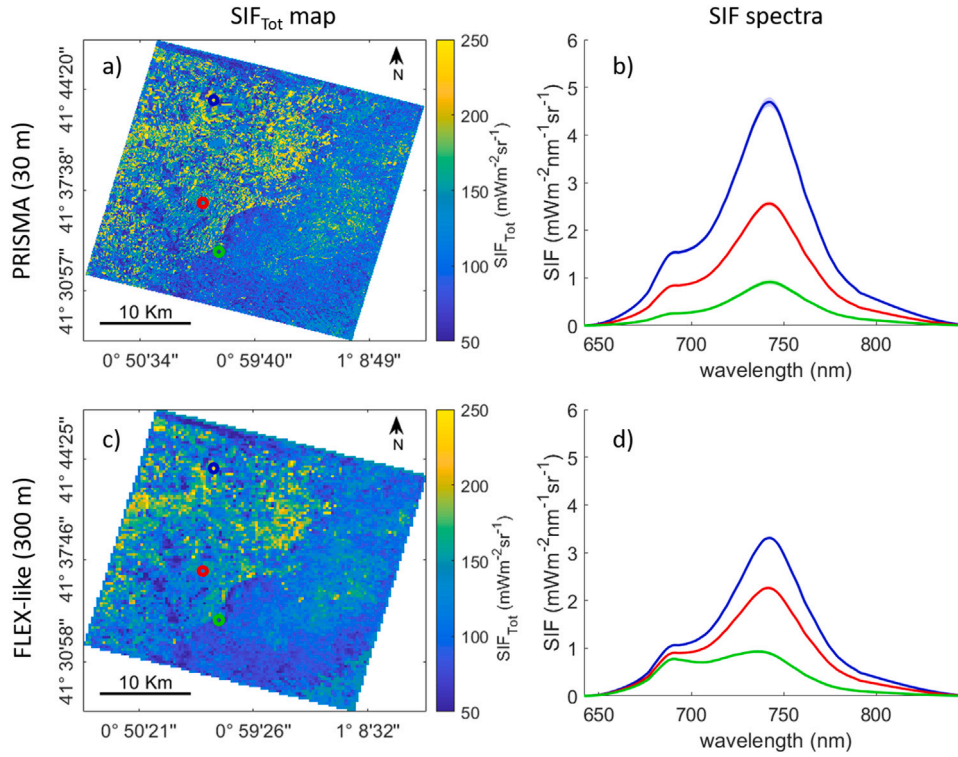 SIF_Tot map
SIF spectra
PRISMA (30 m)
a)
N
41° 44'20"
41° 37'38"
41° 30'57"
10 Km
0° 50'34"
0° 59'40"
1° 8'49"
250
200
150
100
50
SIF_Tot (mWm⁻²sr⁻¹)
b)
6
5
4
3
2
1
0
SIF (mWm⁻²nm⁻¹sr⁻¹)
650
700
750
800
wavelength (nm)
FLEX-like (300 m)
c)
N
41° 44'25"
41° 37'46"
41° 30'58"
10 Km
0° 50'21"
0° 59'26"
1° 8'32"
250
200
150
100
50
SIF_Tot (mWm⁻²sr⁻¹)
d)
6
5
4
3
2
1
0
SIF (mWm⁻²nm⁻¹sr⁻¹)
650
700
750
800
wavelength (nm)